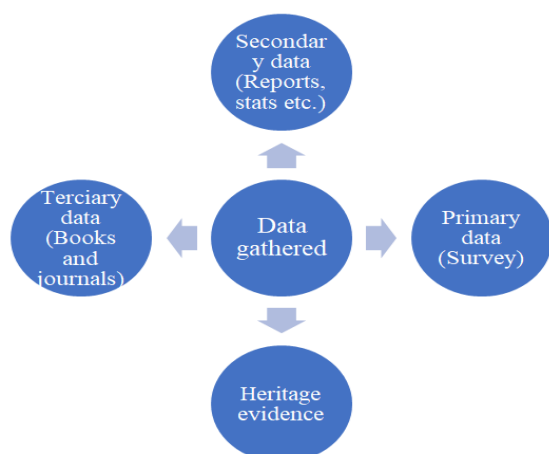 Secondar
y data
(Reports,
stats etc.)
Terciary
data
(Books
and
journals)
Data
gathered
Primary
data
(Survey)
Heritage
evidence